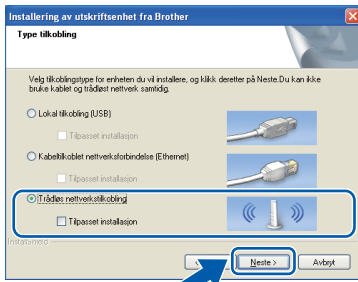 Installering av utskriftsenhet fra Brother
Type tilkobling
Velg tilkoblingstype for enheten du vil installere, og klikk deretter på Neste.Du kan ikke
bruke kablet og trådløst nettverk samtidig.
Lokal tilkobling (USB)
Tilpasset installasjon
Kabeltilkoblet nettverksforbindelse (Ethernet)
Tilpasset installasjon
Trådløs nettverkstilkobling
Tilpasset installasjon
InstallShield
< Neste > Avbryt